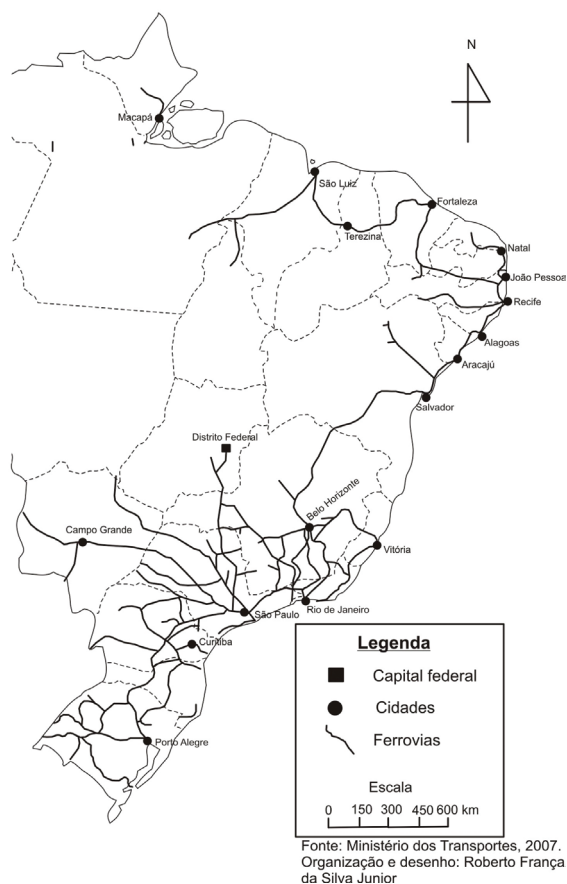 N
Macapá
São Luiz
Fortaleza
Terezina
Natal
João Pessoa
Recife
Alagoas
Aracajú
Salvador
Distrito Federal
Belo Horizonte
Campo Grande
Vitória
Rio de Janeiro
São Paulo
Curitiba
Porto Alegre
Legenda
Capital federal
Cidades
Ferrovias
Escala
0 150 300 450 600 km
Fonte: Ministério dos Transportes, 2007.
Organização e desenho: Roberto França
da Silva Junior